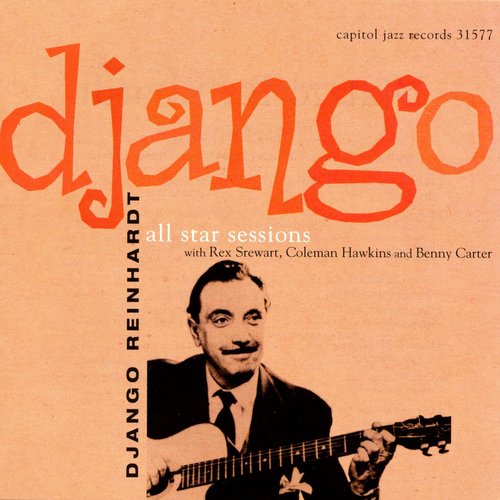 capitol jazz records 31577
django
all star sessions
with Rex Srewart, Coleman Hawkins and Benny Carter
DJANGO REINHARDT